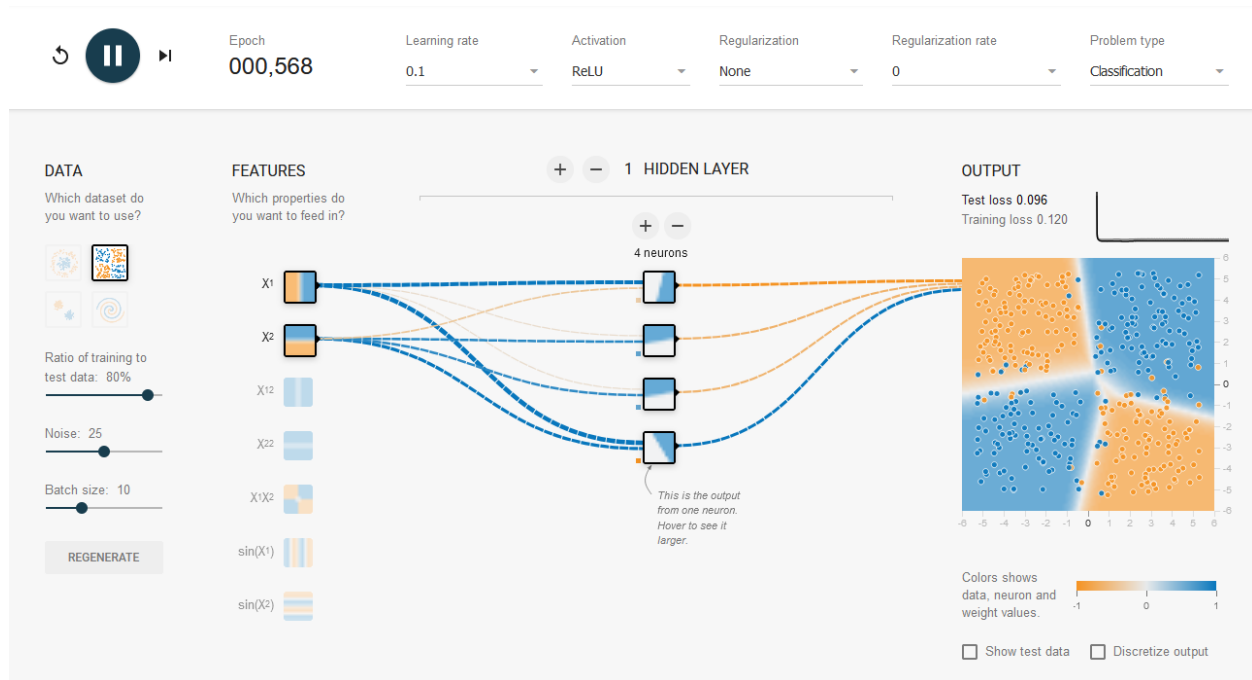 Epoch
000,568
Learning rate
0.1
Activation
ReLU
Regularization
None
Regularization rate
0
Problem type
Classification
DATA
Which dataset do
you want to use?
Ratio of training to
test data: 80%
Noise: 25
Batch size: 10
REGENERATE
FEATURES
Which properties do
you want to feed in?
X1
X2
X12
X22
X1X2
sin(X1)
sin(X2)
+ − 1 HIDDEN LAYER
+ −
4 neurons
This is the output
from one neuron.
Hover to see it
larger.
OUTPUT
Test loss 0.096
Training loss 0.120
6
5
4
3
2
1
0
-1
-2
-3
-4
-5
-6
-6 -5 -4 -3 -2 -1 0 1 2 3 4 5 6
Colors shows
data, neuron and
weight values.
-1 0 1
Show test data
Discretize output